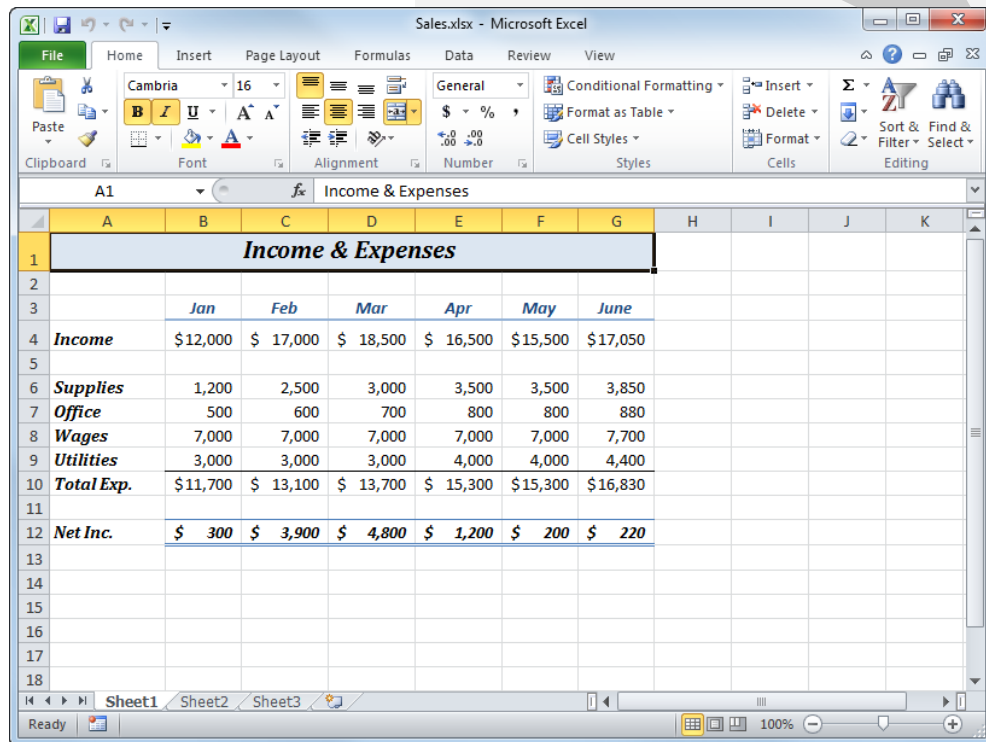 Sales.xlsx - Microsoft Excel
File Home Insert Page Layout Formulas Data Review View
Cambria 16 General Conditional Formatting Insert Σ
Paste B I U A A $ % , Format as Table Delete Sort & Find &
A .0 .00 .00 .0 Cell Styles Format Filter Select
Clipboard Font Alignment Number Styles Cells Editing
A1 fx Income & Expenses
A B C D E F G H I J K
1 Income & Expenses
2
3 Jan Feb Mar Apr May June
4 Income $12,000 $ 17,000 $ 18,500 $ 16,500 $15,500 $17,050
5
6 Supplies 1,200 2,500 3,000 3,500 3,500 3,850
7 Office 500 600 700 800 800 880
8 Wages 7,000 7,000 7,000 7,000 7,000 7,700
9 Utilities 3,000 3,000 3,000 4,000 4,000 4,400
10 Total Exp. $11,700 $ 13,100 $ 13,700 $ 15,300 $15,300 $16,830
11
12 Net Inc. $ 300 $ 3,900 $ 4,800 $ 1,200 $ 200 $ 220
13
14
15
16
17
18
Sheet1 Sheet2 Sheet3
Ready 100%